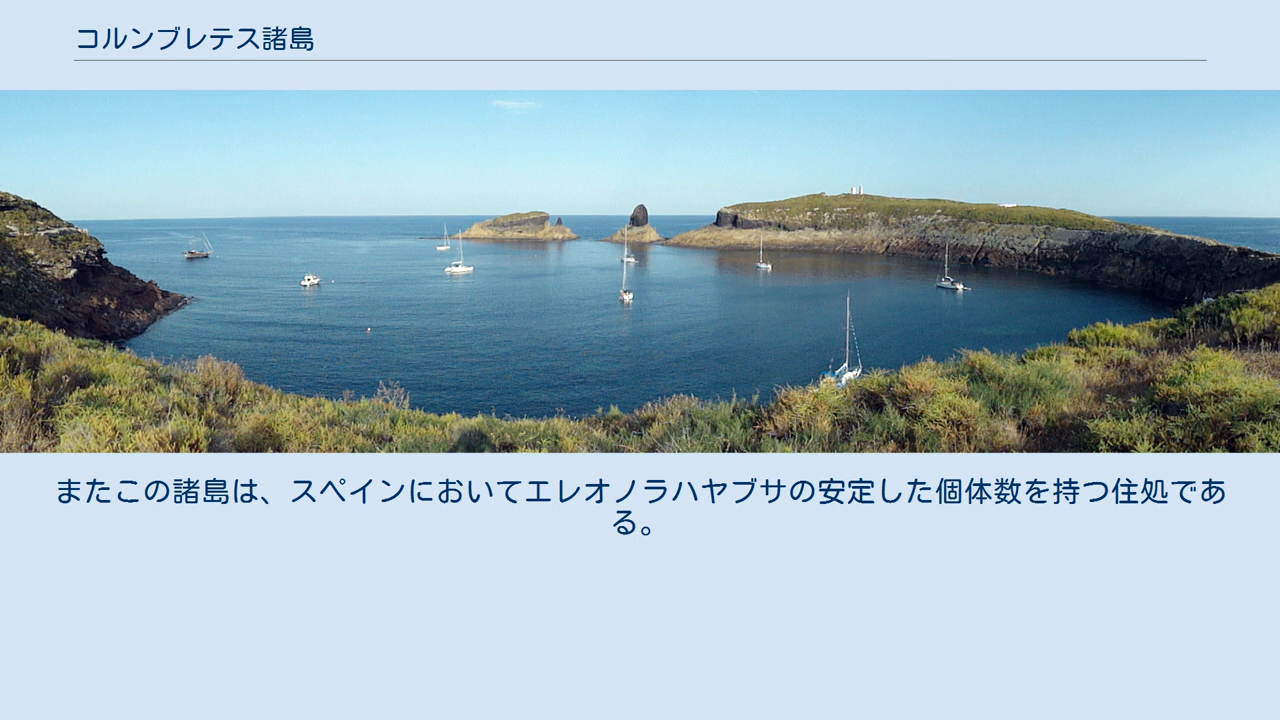 コルンブレテス諸島
またこの諸島は、スペインにおいてエレオノラハヤブサの安定した個体数を持つ住処であ
る。